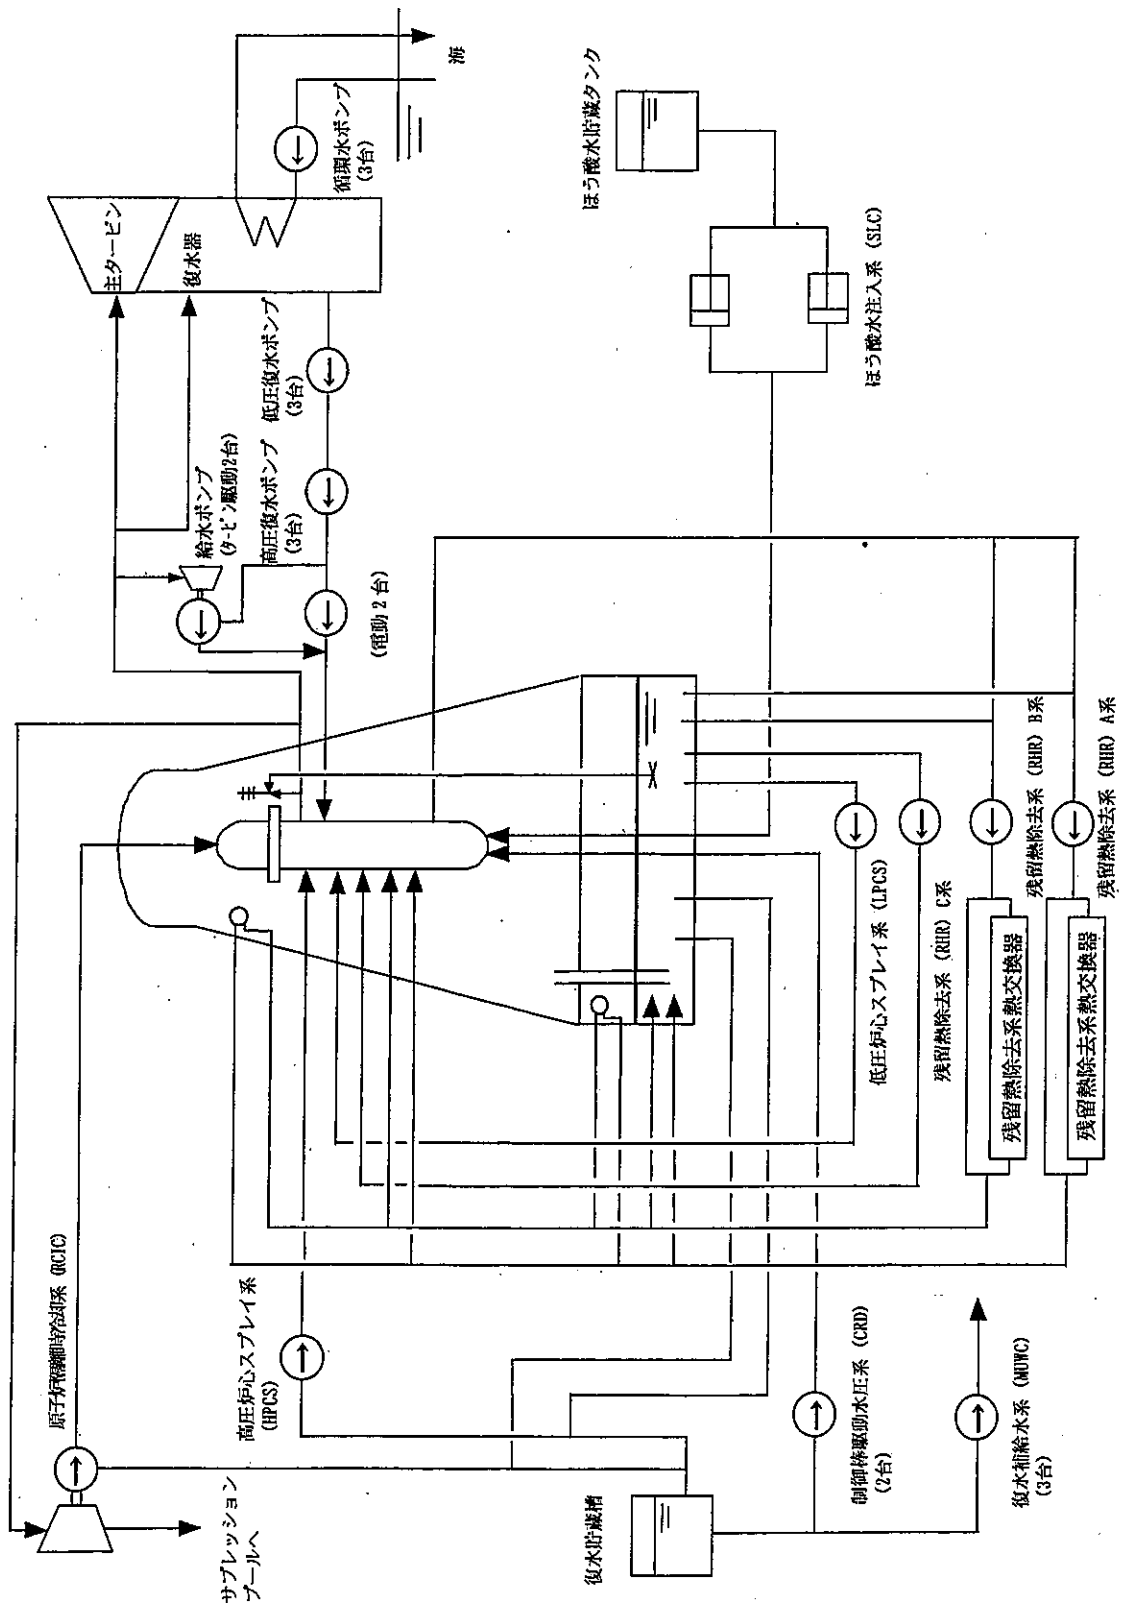 主タービン
復水器
循環水ポンプ
(3台)
海
低圧復水ポンプ
(3台)
高圧復水ポンプ
(3台)
給水ポンプ
(タービン駆動2台)
(電動2台)
ほう酸水貯蔵タンク
ほう酸水注入系 (SLC)
原子炉隔離時冷却系 (RCIC)
サプレッション
プールへ
高圧炉心スプレイ系
(HPCS)
低圧炉心スプレイ系 (LPCS)
残留熱除去系 (RHR) C系
残留熱除去系 (RHR) B系
残留熱除去系 (RHR) A系
残留熱除去系熱交換器
残留熱除去系熱交換器
復水貯蔵槽
制御棒駆動水圧系 (CRD)
(2台)
復水補給水系 (MUWC)
(3台)